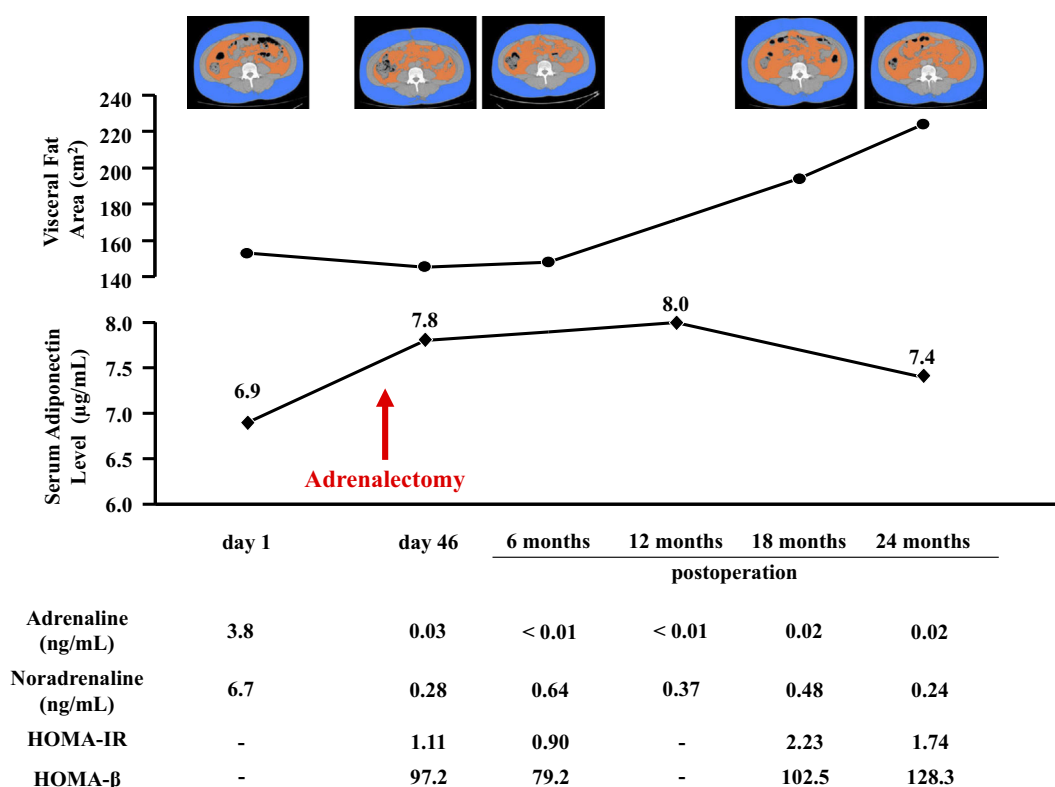 240
220
200
180
160
140
Visceral Fat
Area (cm²)
8.0
7.5
7.0
6.5
6.0
Serum Adiponectin
Level (μg/mL)
6.9
7.8
8.0
7.4
Adrenalectomy
day 1 day 46 6 months 12 months 18 months 24 months
postoperation
Adrenaline
(ng/mL)
3.8 0.03 < 0.01 < 0.01 0.02 0.02
Noradrenaline
(ng/mL)
6.7 0.28 0.64 0.37 0.48 0.24
HOMA-IR - 1.11 0.90 - 2.23 1.74
HOMA-β - 97.2 79.2 - 102.5 128.3